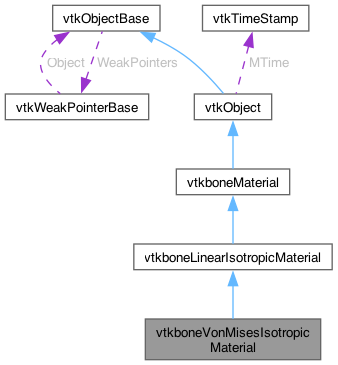 vtkObjectBase
vtkTimeStamp
Object
WeakPointers
MTime
vtkWeakPointerBase
vtkObject
vtkboneMaterial
vtkboneLinearIsotropicMaterial
vtkboneVonMisesIsotropic
Material